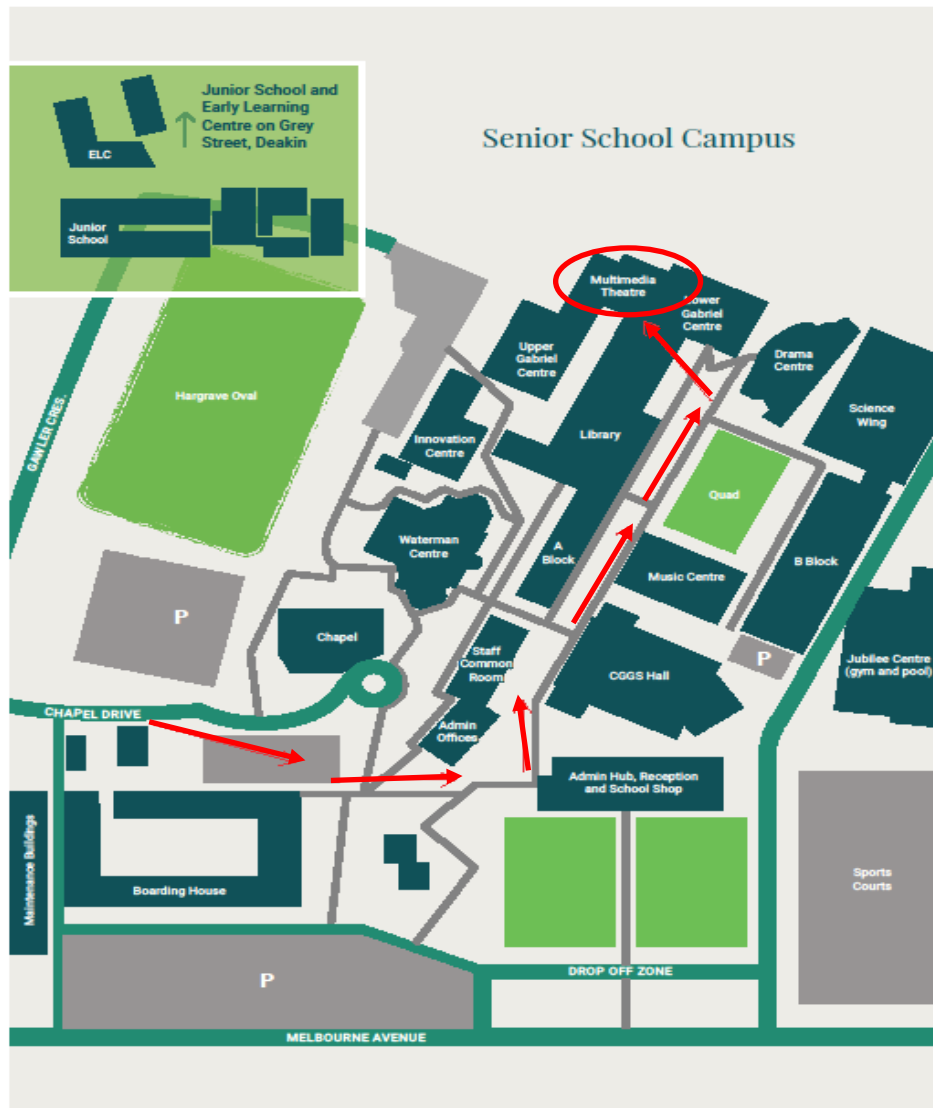 Junior School and
Early Learning
Centre on Grey
Street, Deakin
ELC
Junior
School
Senior School Campus
Multimedia
Theatre
Lower
Gabriel
Centre
Upper
Gabriel
Centre
Drama
Centre
Science
Wing
Hargrave Oval
GAWLER CRES.
Library
Innovation
Centre
Quad
Waterman
Centre
A
Block
Music Centre
B Block
P
Chapel
Staff
Common
Room
CGGS Hall
P
Jubilee Centre
(gym and pool)
CHAPEL DRIVE
Admin
Offices
Admin Hub, Reception
and School Shop
Maintenance Buildings
Boarding House
Sports
Courts
P
DROP OFF ZONE
MELBOURNE AVENUE